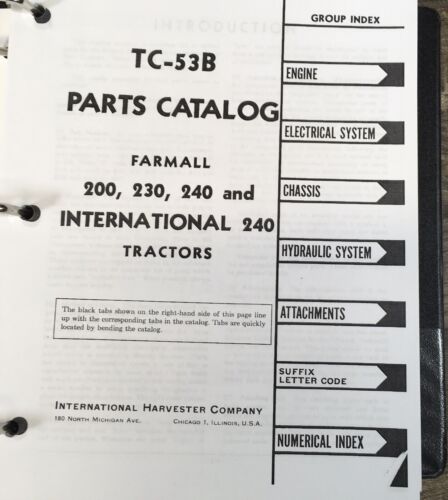 GROUP INDEX
TC-53B
PARTS CATALOG
FARMALL
200, 230, 240 and
INTERNATIONAL 240
TRACTORS
The black tabs shown on the right-hand side of this page line
up with the corresponding tabs in the catalog. Tabs are quickly
located by bending the catalog.
INTERNATIONAL HARVESTER COMPANY
180 NORTH MICHIGAN AVE. CHICAGO 1, ILLINOIS, U.S.A.
ENGINE
ELECTRICAL SYSTEM
CHASSIS
HYDRAULIC SYSTEM
ATTACHMENTS
SUFFIX
LETTER CODE
NUMERICAL INDEX